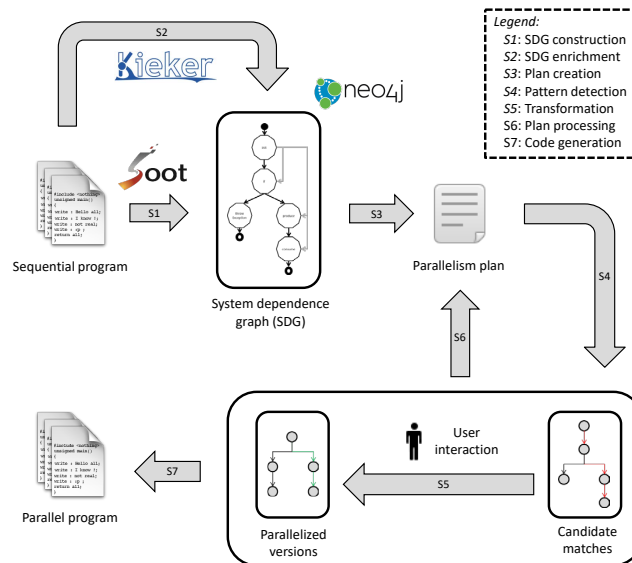 S2
Kieker
neo4j
Legend:
S1: SDG construction
S2: SDG enrichment
S3: Plan creation
S4: Pattern detection
S5: Transformation
S6: Plan processing
S7: Code generation
Soot
#include <nothing>
unsigned main()
{
write : Hello all;
write : I know !;
write : not real;
write : cp ;
return all;
}
S1
S3
Sequential program
System dependence
graph (SDG)
Parallelism plan
S4
S6
#include <nothing>
unsigned main()
{
write : Hello all;
write : I know !;
write : not real;
write : cp ;
return all;
}
S7
User
interaction
S5
Parallel program
Parallelized
versions
Candidate
matches